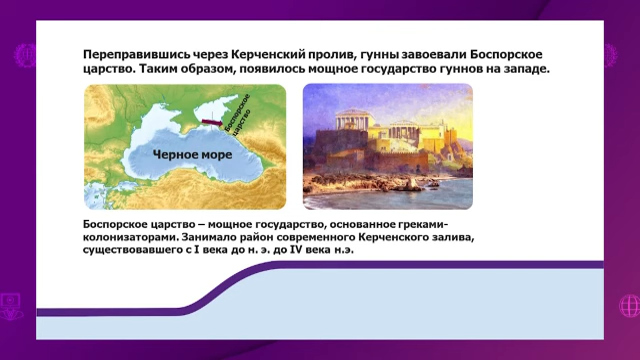 Переправившись через Керченский пролив, гунны завоевали Боспорское
царство. Таким образом, появилось мощное государство гуннов на западе.
Боспорское
царство
Черное море
Боспорское царство – мощное государство, основанное греками-
колонизаторами. Занимало район современного Керченского залива,
существовавшего с I века до н. э. до IV века н.э.